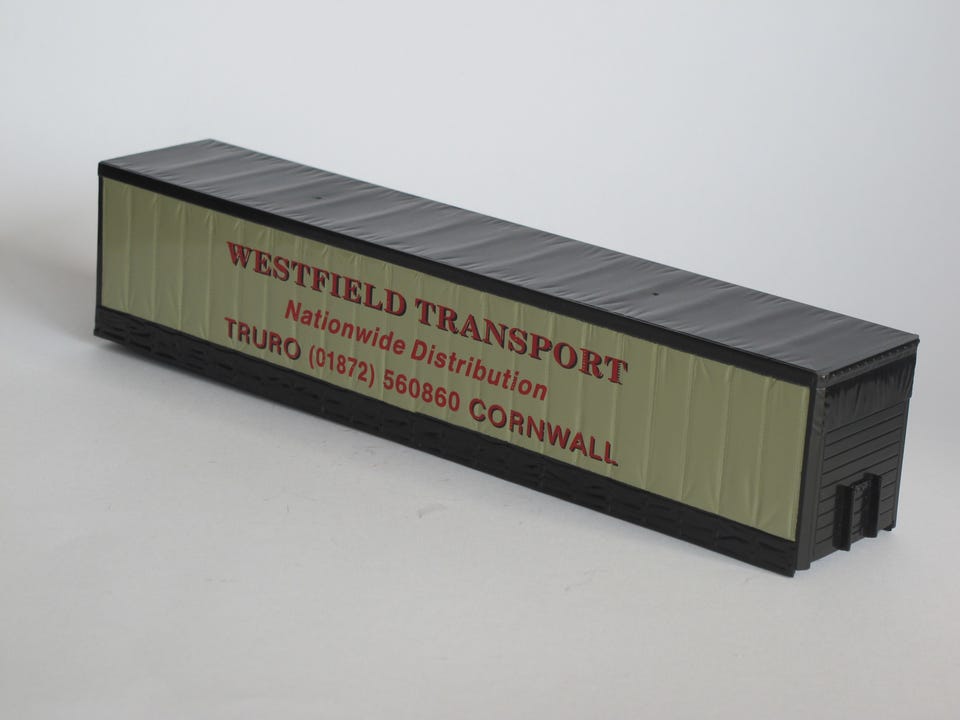 WESTFIELD TRANSPORT
Nationwide Distribution
TRURO (01872) 560860 CORNWALL